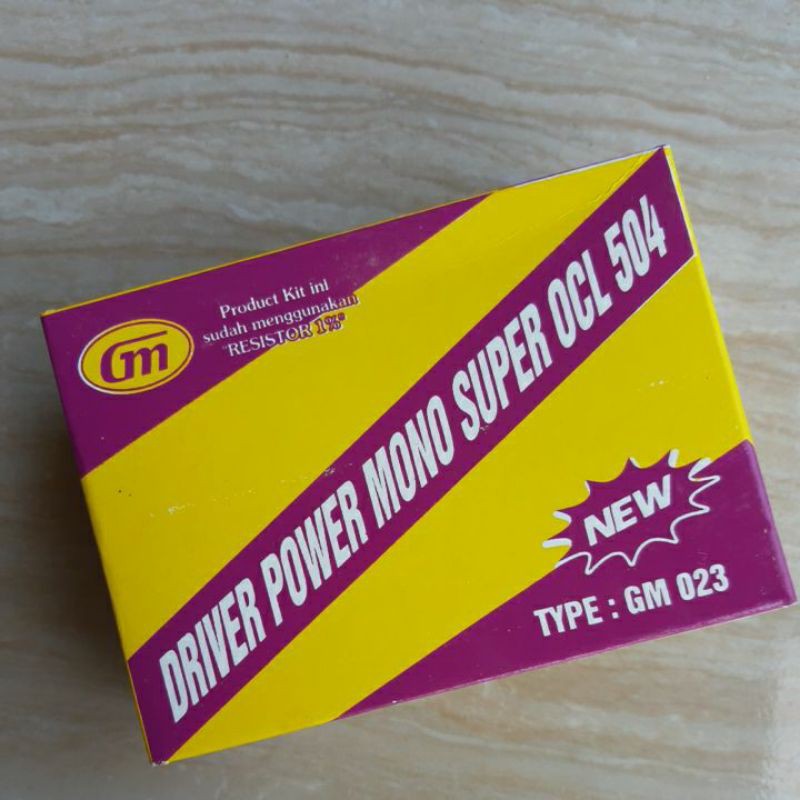 Gm
Product Kit ini
sudah menggunakan
"RESISTOR 1%"
DRIVER POWER MONO SUPER OCL 504
NEW
TYPE : GM 023